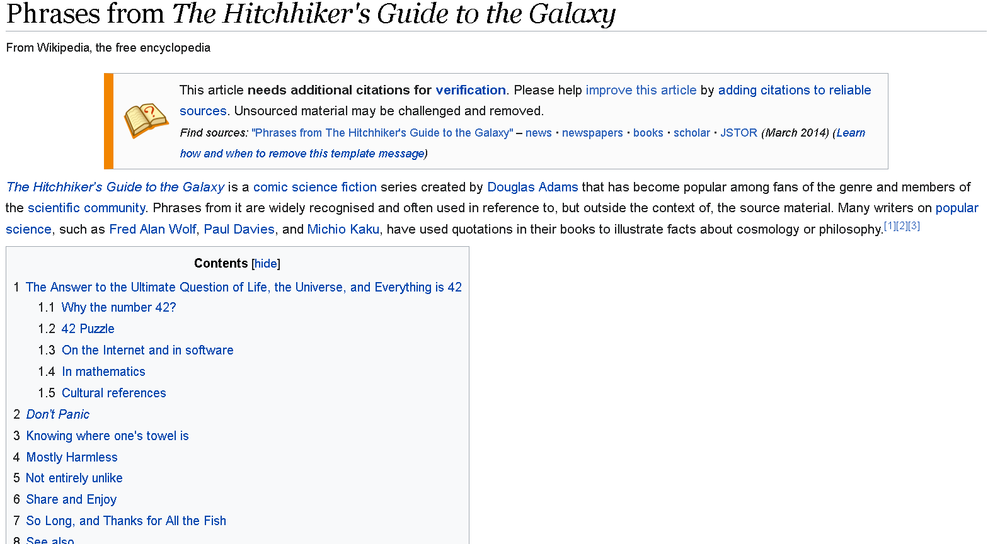 Phrases from The Hitchhiker's Guide to the Galaxy
From Wikipedia, the free encyclopedia
This article needs additional citations for verification. Please help improve this article by adding citations to reliable
sources. Unsourced material may be challenged and removed.
Find sources: "Phrases from The Hitchhiker's Guide to the Galaxy" – news · newspapers · books · scholar · JSTOR (March 2014) (Learn
how and when to remove this template message)
The Hitchhiker's Guide to the Galaxy is a comic science fiction series created by Douglas Adams that has become popular among fans of the genre and members of
the scientific community. Phrases from it are widely recognised and often used in reference to, but outside the context of, the source material. Many writers on popular
science, such as Fred Alan Wolf, Paul Davies, and Michio Kaku, have used quotations in their books to illustrate facts about cosmology or philosophy.[1][2][3]
Contents [hide]
1 The Answer to the Ultimate Question of Life, the Universe, and Everything is 42
1.1 Why the number 42?
1.2 42 Puzzle
1.3 On the Internet and in software
1.4 In mathematics
1.5 Cultural references
2 Don't Panic
3 Knowing where one's towel is
4 Mostly Harmless
5 Not entirely unlike
6 Share and Enjoy
7 So Long, and Thanks for All the Fish
8 See also